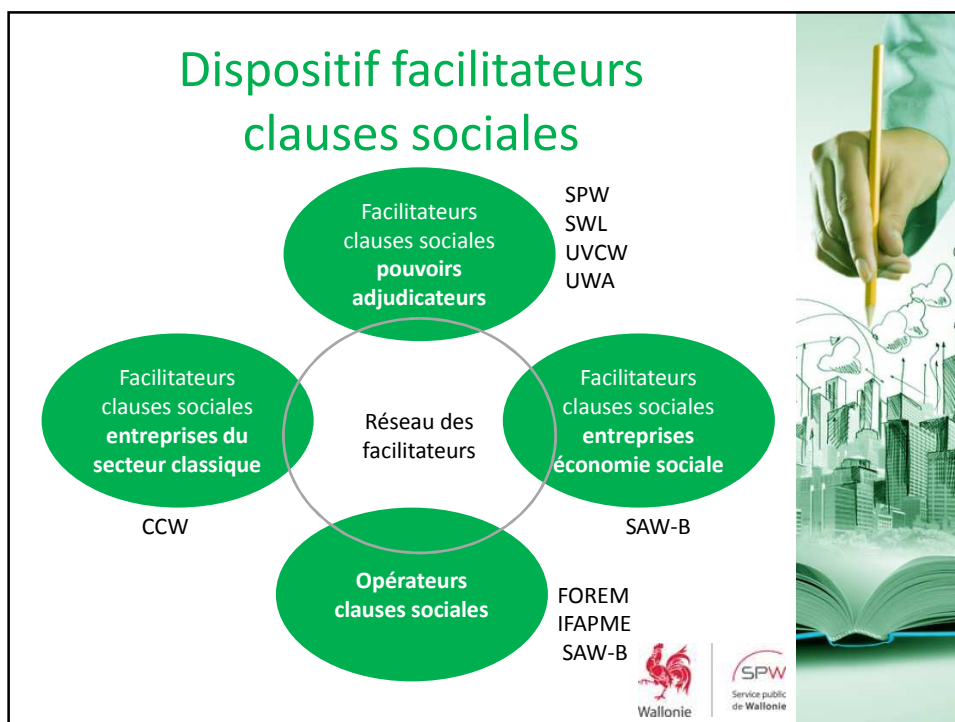 Dispositif facilitateurs
clauses sociales
Facilitateurs
clauses sociales
pouvoirs
adjudicateurs
SPW
SWL
UVCW
UWA
Facilitateurs
clauses sociales
entreprises du
secteur classique
CCW
Réseau des
facilitateurs
Facilitateurs
clauses sociales
entreprises
économie sociale
SAW-B
Opérateurs
clauses sociales
FOREM
IFAPME
SAW-B
Wallonie
SPW
Service public
de Wallonie